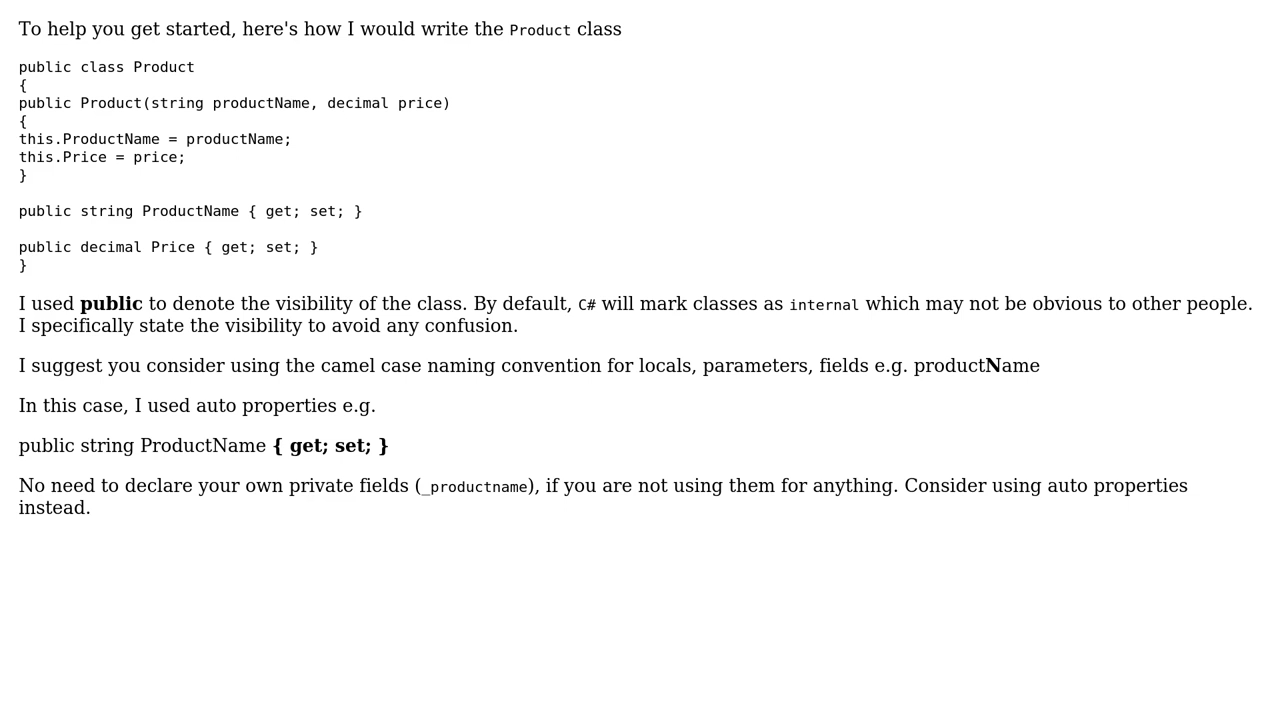 To help you get started, here's how I would write the Product class
public class Product
{
public Product(string productName, decimal price)
{
this.ProductName = productName;
this.Price = price;
}
public string ProductName { get; set; }
public decimal Price { get; set; }
}
I used public to denote the visibility of the class. By default, C# will mark classes as internal which may not be obvious to other people.
I specifically state the visibility to avoid any confusion.
I suggest you consider using the camel case naming convention for locals, parameters, fields e.g. productName
In this case, I used auto properties e.g.
public string ProductName { get; set; }
No need to declare your own private fields (_productname), if you are not using them for anything. Consider using auto properties
instead.